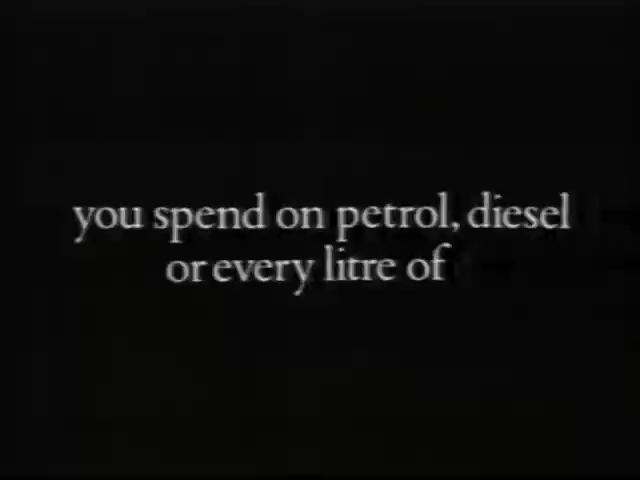 you spend on petrol, diesel
or every litre of